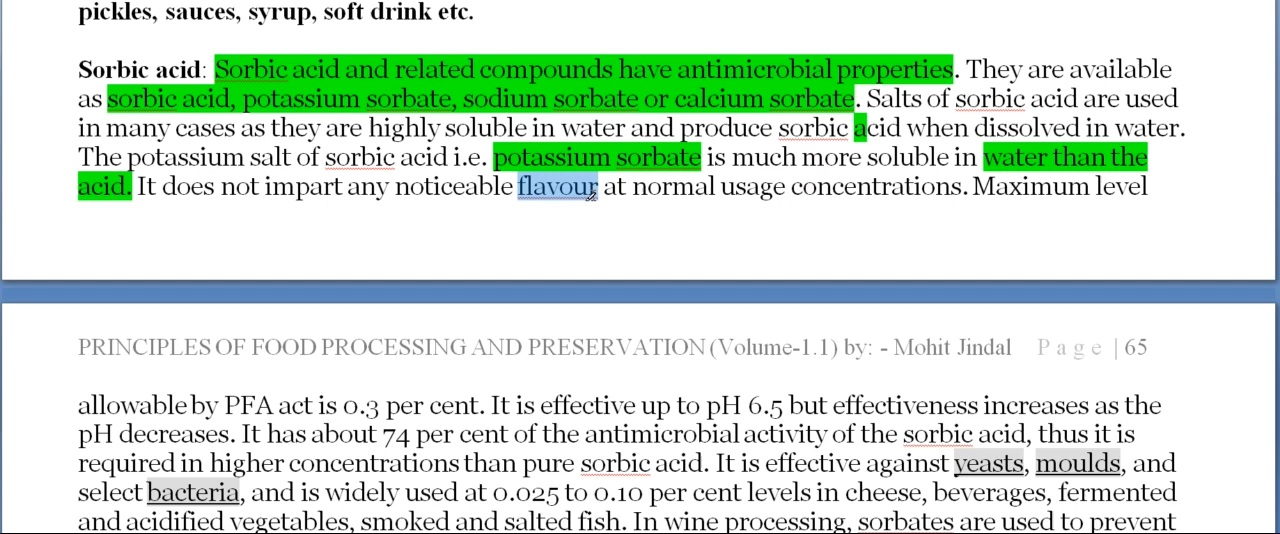 pickles, sauces, syrup, soft drink etc.
Sorbic acid: Sorbic acid and related compounds have antimicrobial properties. They are available
as sorbic acid, potassium sorbate, sodium sorbate or calcium sorbate. Salts of sorbic acid are used
in many cases as they are highly soluble in water and produce sorbic acid when dissolved in water.
The potassium salt of sorbic acid i.e. potassium sorbate is much more soluble in water than the
acid. It does not impart any noticeable flavour at normal usage concentrations. Maximum level
PRINCIPLES OF FOOD PROCESSING AND PRESERVATION (Volume-1.1) by: - Mohit Jindal P a g e | 65
allowable by PFA act is 0.3 per cent. It is effective up to pH 6.5 but effectiveness increases as the
pH decreases. It has about 74 per cent of the antimicrobial activity of the sorbic acid, thus it is
required in higher concentrations than pure sorbic acid. It is effective against yeasts, moulds, and
select bacteria, and is widely used at 0.025 to 0.10 per cent levels in cheese, beverages, fermented
and acidified vegetables, smoked and salted fish. In wine processing, sorbates are used to prevent